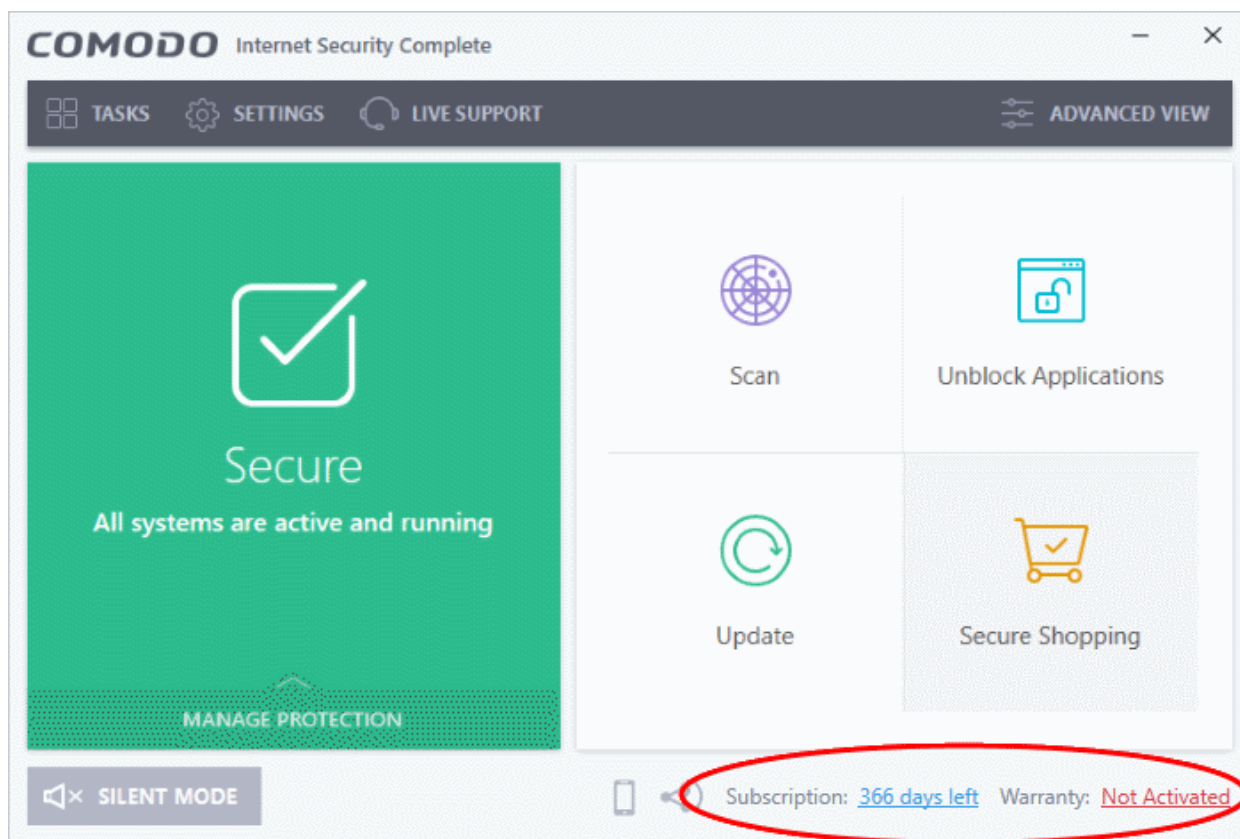 COMODO Internet Security Complete
TASKS SETTINGS LIVE SUPPORT ADVANCED VIEW
Secure
All systems are active and running
MANAGE PROTECTION
Scan
Unblock Applications
Update
Secure Shopping
SILENT MODE
Subscription: 366 days left Warranty: Not Activated